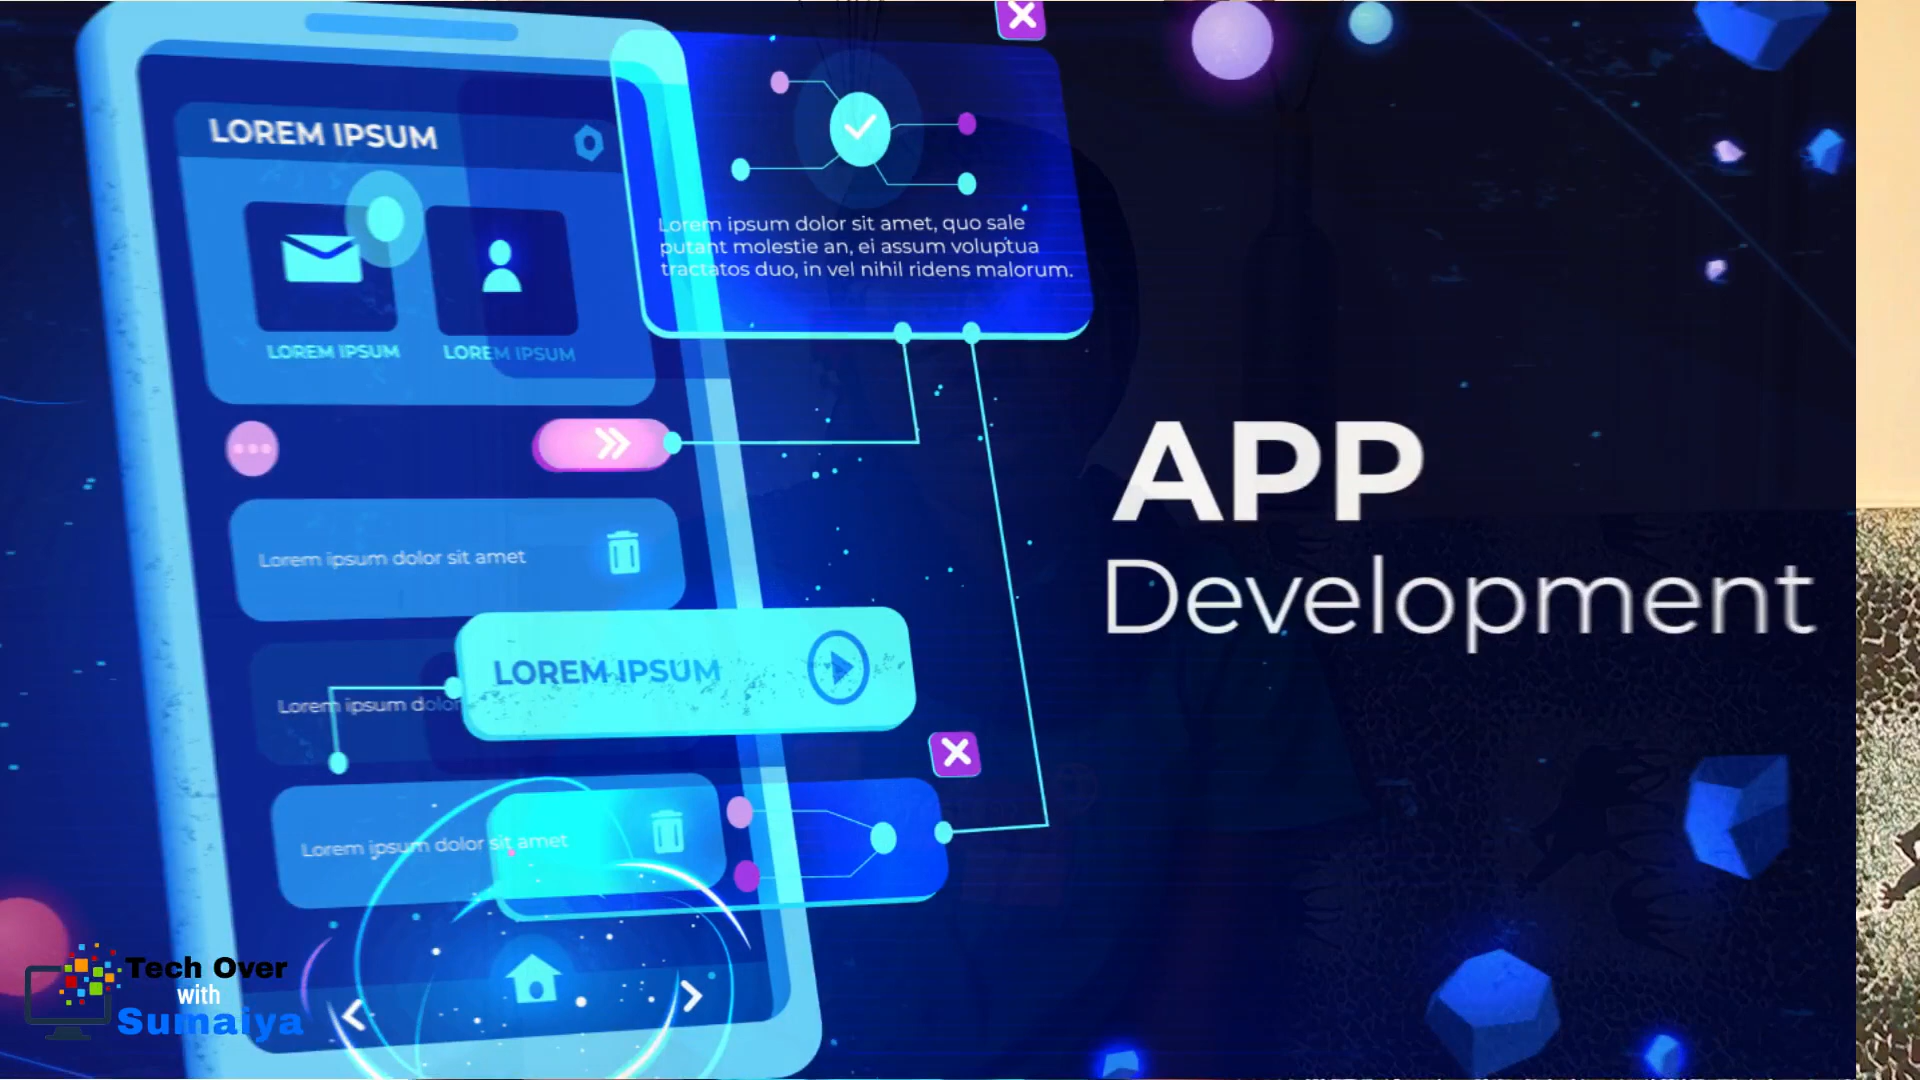 LOREM IPSUM
LOREM IPSUM
LOREM IPSUM
Lorem ipsum dolor sit amet, quo sale
putant molestie an, ei assum voluptua
tractatos duo, in vel nihil ridens malorum.
Lorem ipsum dolor sit amet
LOREM IPSUM
Lorem ipsum dolor
Lorem ipsum dolor sit amet
APP
Development
Tech Over
with
Sumaiya